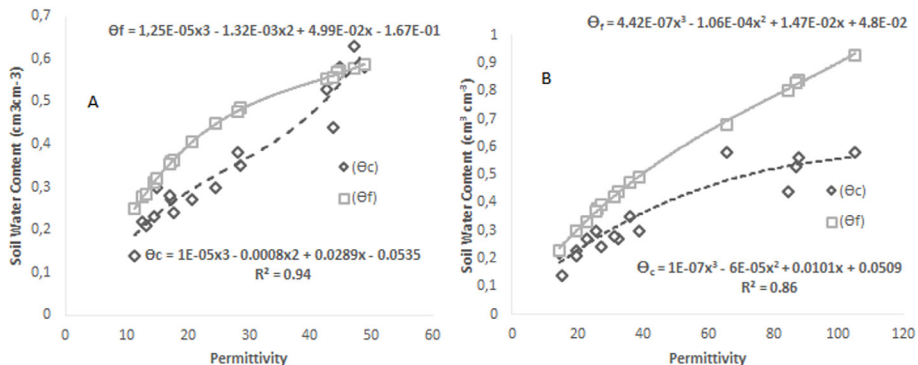 Θf = 1,25E-05x3 - 1.32E-03x2 + 4.99E-02x - 1.67E-01
A
Soil Water Content (cm3cm-3)
0,7
0,6
0,5
0,4
0,3
0,2
0,1
0
(Θc)
(Θf)
Θc = 1E-05x3 - 0.0008x2 + 0.0289x - 0.0535
R² = 0.94
0 10 20 30 40 50 60
Permittivity
Θf = 4.42E-07x³ - 1.06E-04x² + 1.47E-02x + 4.8E-02
B
Soil Water Content (cm³ cm⁻³)
1
0,9
0,8
0,7
0,6
0,5
0,4
0,3
0,2
0,1
0
(Θc)
(Θf)
Θc = 1E-07x³ - 6E-05x² + 0.0101x + 0.0509
R² = 0.86
0 20 40 60 80 100 120
Permittivity